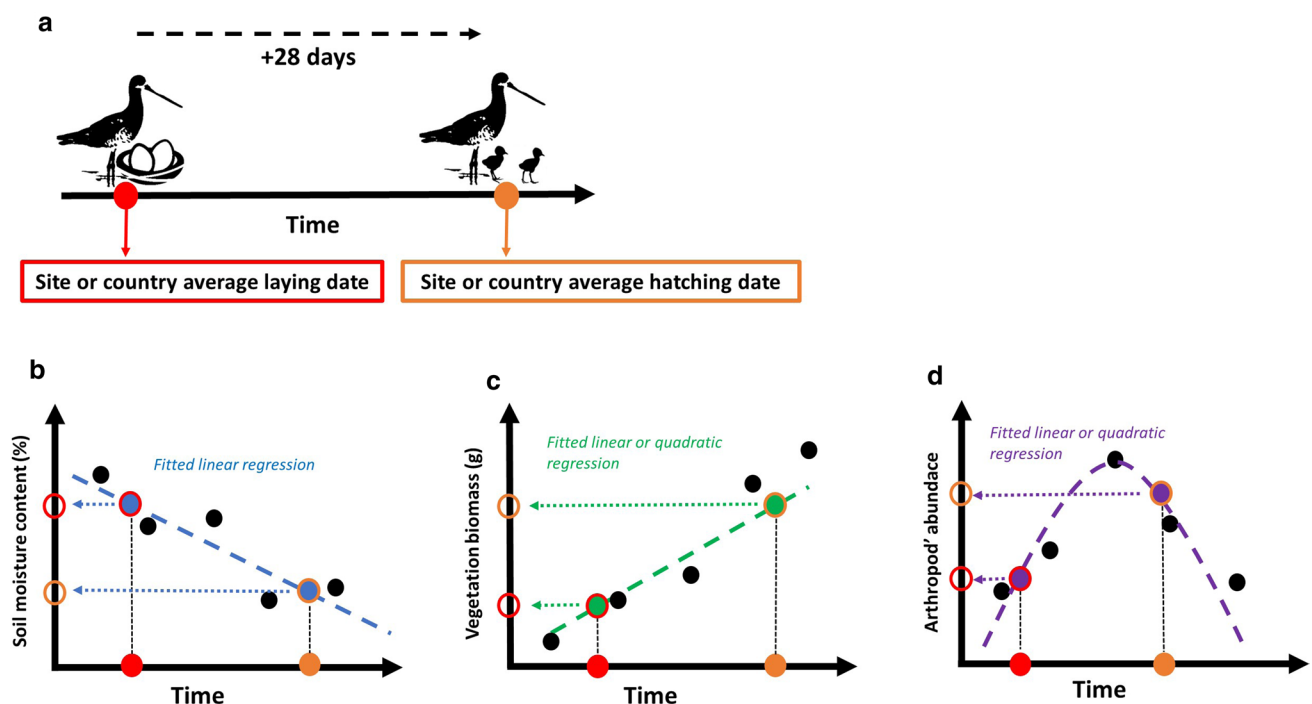 a
+28 days
Time
Site or country average laying date
Site or country average hatching date
b
Soil moisture content (%)
Fitted linear regression
Time
c
Vegetation biomass (g)
Fitted linear or quadratic
regression
Time
d
Arthropod' abundace
Fitted linear or quadratic
regression
Time